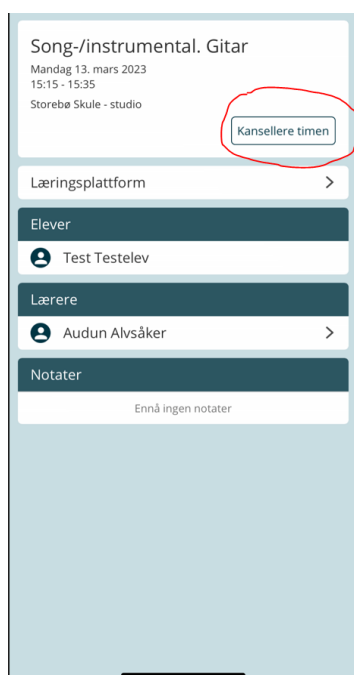 Song-/instrumental. Gitar
Mandag 13. mars 2023
15:15 - 15:35
Storebø Skule - studio
Kansellere timen
Læringsplattform
Elever
Test Testelev
Lærere
Audun Alvsåker
Notater
Ennå ingen notater